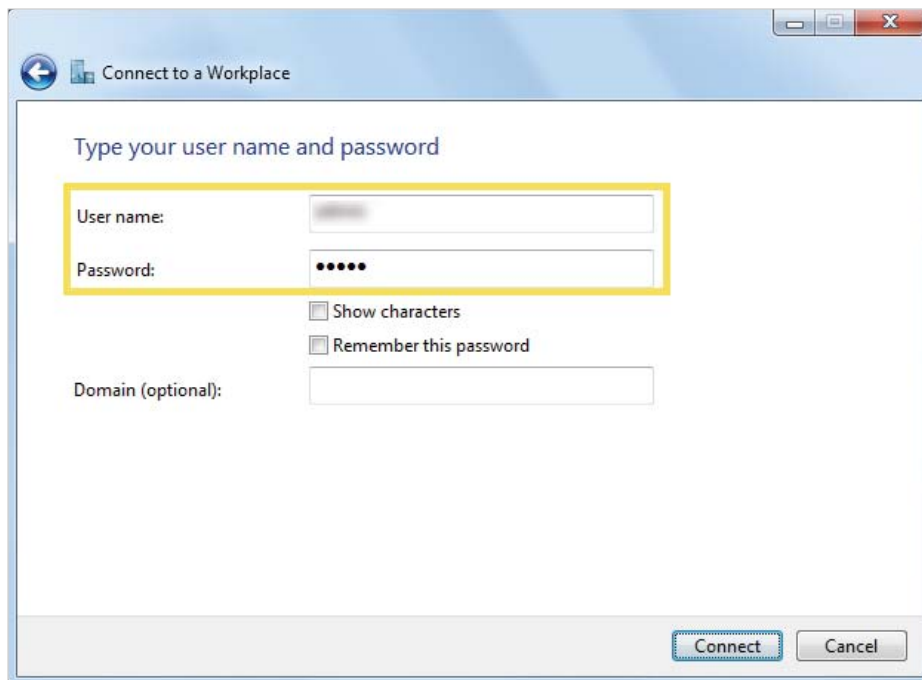 Connect to a Workplace
Type your user name and password
User name:
Password: •••••
Show characters
Remember this password
Domain (optional):
Connect Cancel